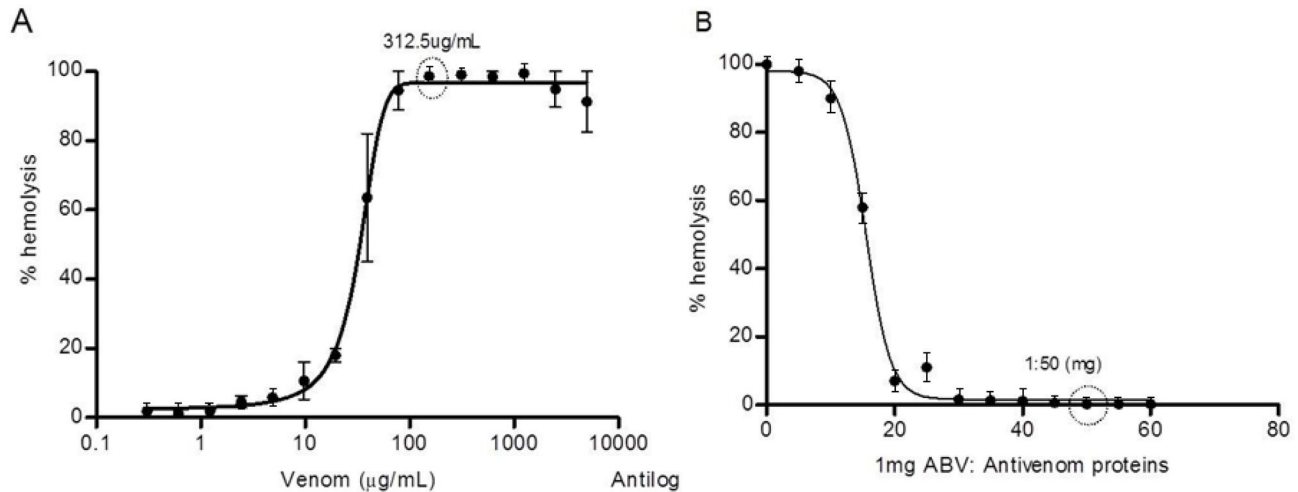 A
312.5ug/mL
100
80
60
40
20
0
% hemolysis
0.1 1 10 100 1000 10000
Venom (μg/mL) Antilog
B
100
80
60
40
20
0
% hemolysis
1:50 (mg)
0 20 40 60 80
1mg ABV: Antivenom proteins